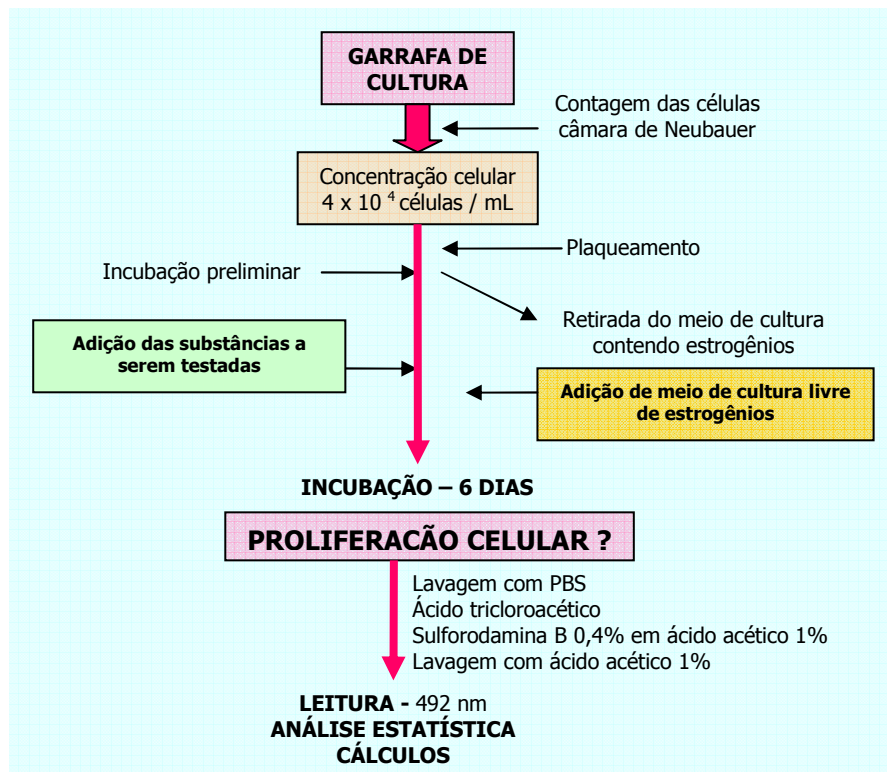 GARRAFA DE
CULTURA
Contagem das células
câmara de Neubauer
Concentração celular
4 x 10 ⁴ células / mL
Plaqueamento
Incubação preliminar
Retirada do meio de cultura
contendo estrogênios
Adição das substâncias a
serem testadas
Adição de meio de cultura livre
de estrogênios
INCUBAÇÃO – 6 DIAS
PROLIFERACÃO CELULAR ?
Lavagem com PBS
Ácido tricloroacético
Sulforodamina B 0,4% em ácido acético 1%
Lavagem com ácido acético 1%
LEITURA - 492 nm
ANÁLISE ESTATÍSTICA
CÁLCULOS